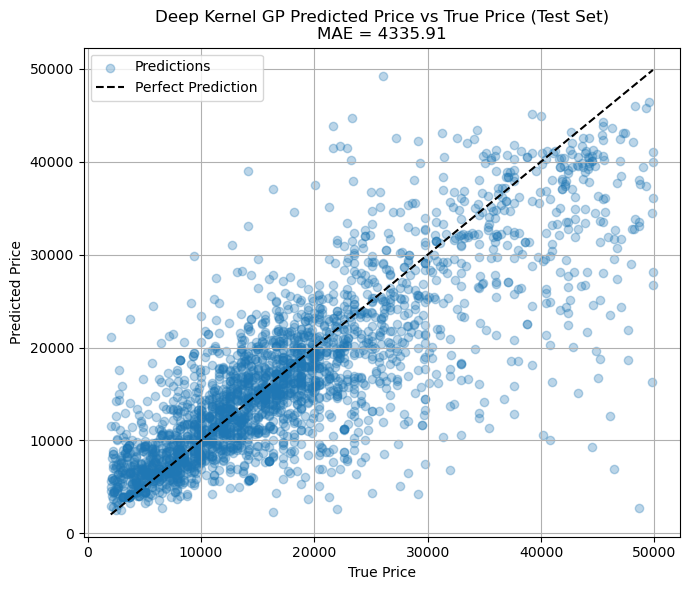 Deep Kernel GP Predicted Price vs True Price (Test Set)
MAE = 4335.91
Predictions
Perfect Prediction
Predicted Price
50000
40000
30000
20000
10000
0
0 10000 20000 30000 40000 50000
True Price